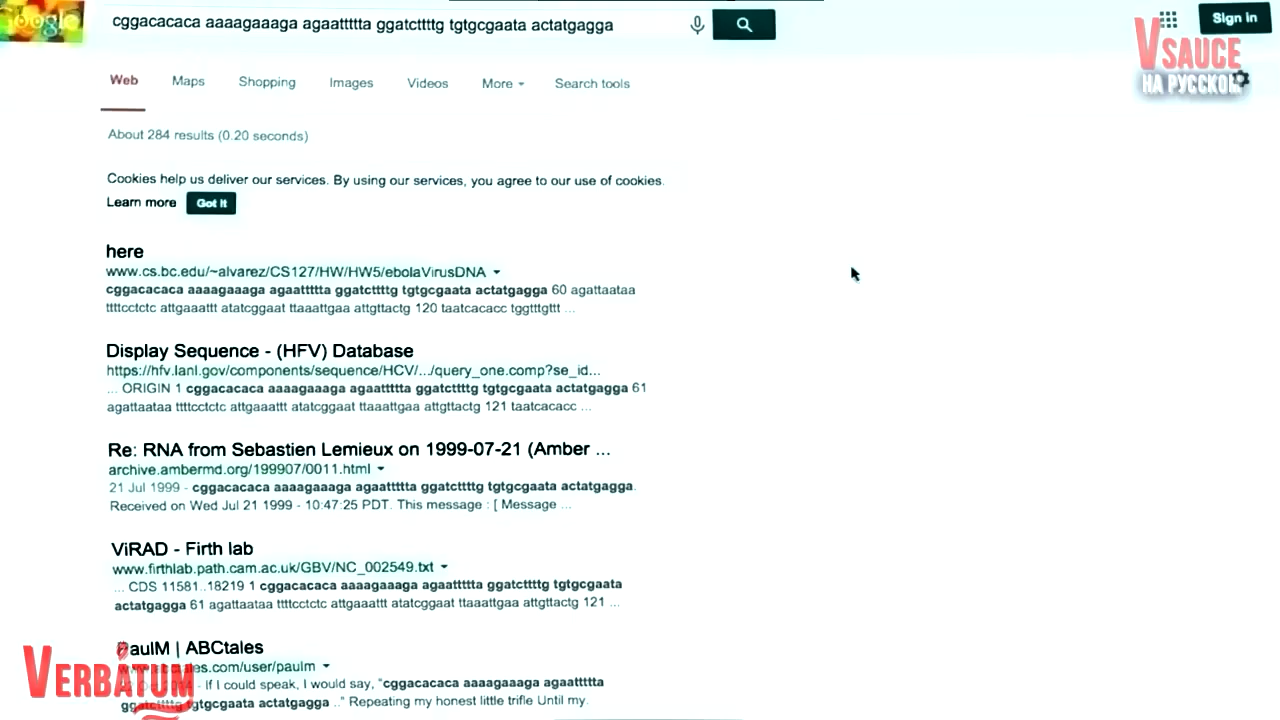 Google
cggacacaca aaaagaaaga agaattttta ggatcttttg tgtgcgaata actatgagga
Sign in
VSAUCE
НА РУССКОМ
Web Maps Shopping Images Videos More Search tools
About 284 results (0.20 seconds)
Cookies help us deliver our services. By using our services, you agree to our use of cookies.
Learn more Got it
here
www.cs.bc.edu/~alvarez/CS127/HW/HW5/ebolaVirusDNA
cggacacaca aaaagaaaga agaattttta ggatcttttg tgtgcgaata actatgagga 60 agattaataa
ttttcctctc attgaaattt atatcggaat ttaaattgaa attgttactg 120 taatcacacc tggtttgttt ...
Display Sequence - (HFV) Database
https://hfv.lanl.gov/components/sequence/HCV/.../query_one.comp?se_id...
... ORIGIN 1 cggacacaca aaaagaaaga agaattttta ggatcttttg tgtgcgaata actatgagga 61
agattaataa ttttcctctc attgaaattt atatcggaat ttaaattgaa attgttactg 121 taatcacacc ...
Re: RNA from Sebastien Lemieux on 1999-07-21 (Amber ...
archive.ambermd.org/199907/0011.html
21 Jul 1999 - cggacacaca aaaagaaaga agaattttta ggatcttttg tgtgcgaata actatgagga.
Received on Wed Jul 21 1999 - 10:47:25 PDT. This message : [ Message ...
ViRAD - Firth lab
www.firthlab.path.cam.ac.uk/GBV/NC_002549.txt
... CDS 11581..18219 1 cggacacaca aaaagaaaga agaattttta ggatcttttg tgtgcgaata
actatgagga 61 agattaataa ttttcctctc attgaaattt atatcggaat ttaaattgaa attgttactg 121 ...
PaulM | ABCtales
www.abctales.com/user/paulm
Oct 2014 - If I could speak, I would say, "cggacacaca aaaagaaaga agaattttta
ggatcttttg tgtgcgaata actatgagga .." Repeating my honest little trifle Until my.
VERBÁTUM